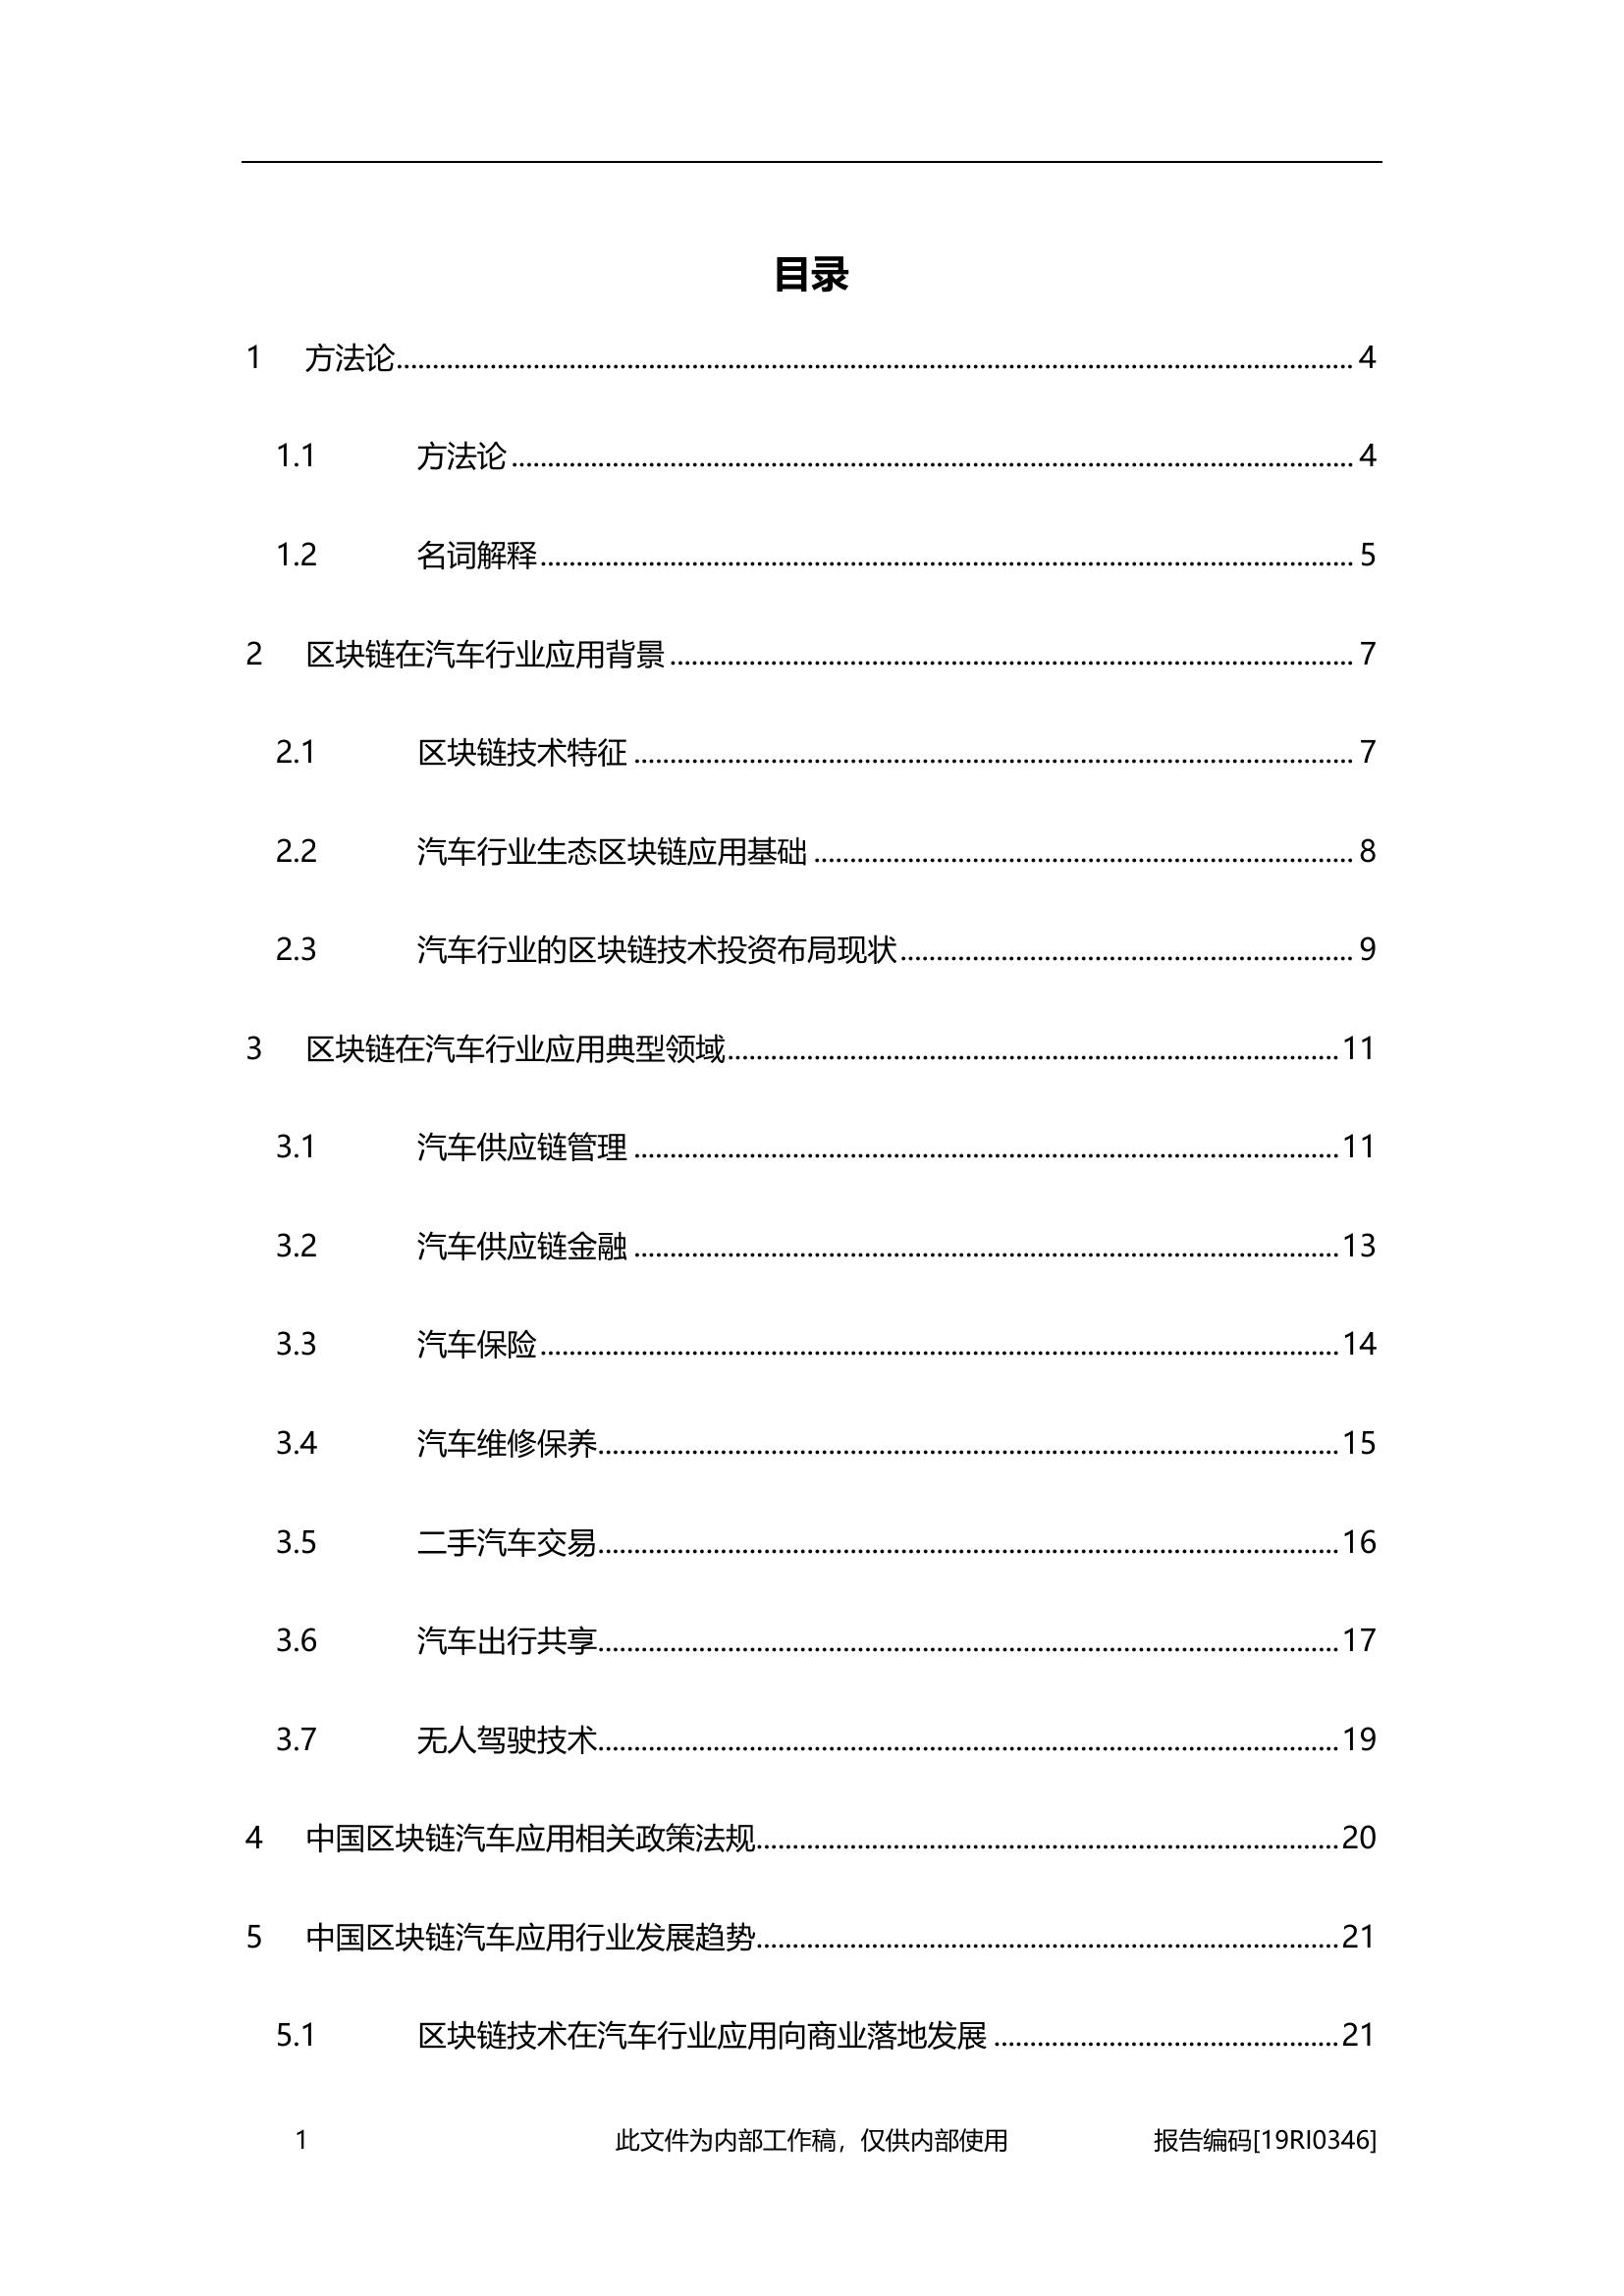 目录
1 方法论 4
1.1 方法论 4
1.2 名词解释 5
2 区块链在汽车行业应用背景 7
2.1 区块链技术特征 7
2.2 汽车行业生态区块链应用基础 8
2.3 汽车行业的区块链技术投资布局现状 9
3 区块链在汽车行业应用典型领域 11
3.1 汽车供应链管理 11
3.2 汽车供应链金融 13
3.3 汽车保险 14
3.4 汽车维修保养 15
3.5 二手汽车交易 16
3.6 汽车出行共享 17
3.7 无人驾驶技术 19
4 中国区块链汽车应用相关政策法规 20
5 中国区块链汽车应用行业发展趋势 21
5.1 区块链技术在汽车行业应用向商业落地发展 21
1 此文件为内部工作稿，仅供内部使用 报告编码[19RI0346]